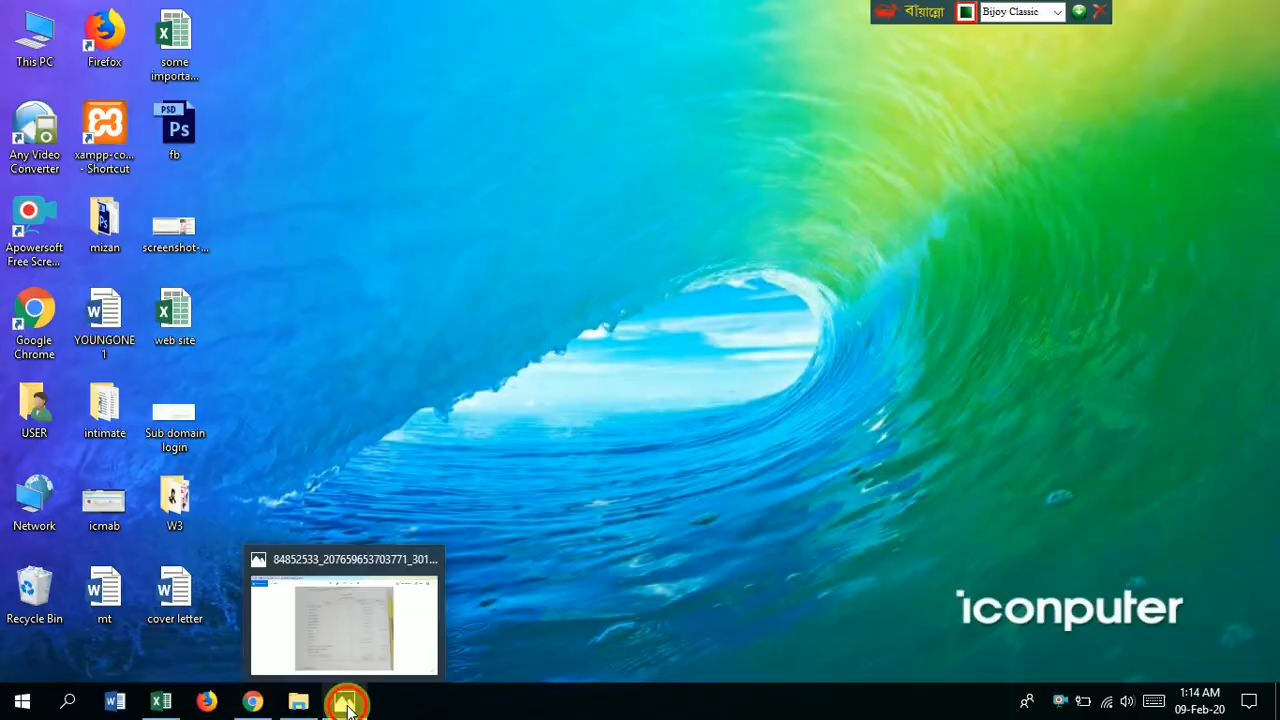 বায়ান্নো
Bijoy Classic
This PC
Firefox
some
importa...
Any Video
Converter
xampp-co...
- Shortcut
PSD
Ps
fb
Apowersoft
Free Scre...
mizan
screenshot-...
Google
Chrome
YOUNGONE
1
web site
USER
intimate
Sub domain
login
Network
icmab
W3
Recycle Bin
mt
cover letter
84852533_207659653703771_301...
iconputer
1:14 AM
09-Feb-20